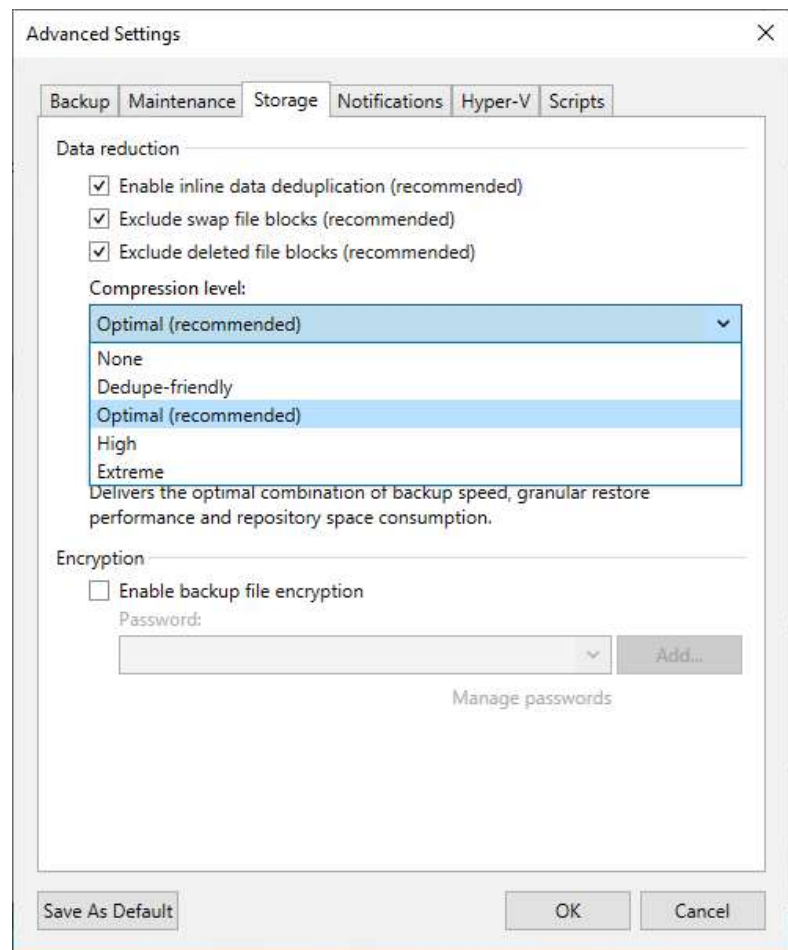 Advanced Settings
Backup Maintenance Storage Notifications Hyper-V Scripts
Data reduction
Enable inline data deduplication (recommended)
Exclude swap file blocks (recommended)
Exclude deleted file blocks (recommended)
Compression level:
Optimal (recommended)
None
Dedupe-friendly
Optimal (recommended)
High
Extreme
Delivers the optimal combination of backup speed, granular restore
performance and repository space consumption.
Encryption
Enable backup file encryption
Password:
Add...
Manage passwords
Save As Default OK Cancel